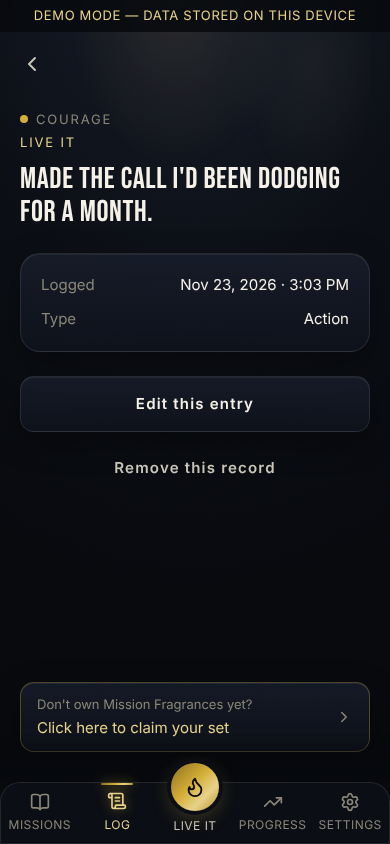 DEMO MODE — DATA STORED ON THIS DEVICE
COURAGE
LIVE IT
MADE THE CALL I'D BEEN DODGING
FOR A MONTH.
Logged Nov 23, 2026 · 3:03 PM
Type Action
Edit this entry
Remove this record
Don't own Mission Fragrances yet?
Click here to claim your set
MISSIONS LOG LIVE IT PROGRESS SETTINGS